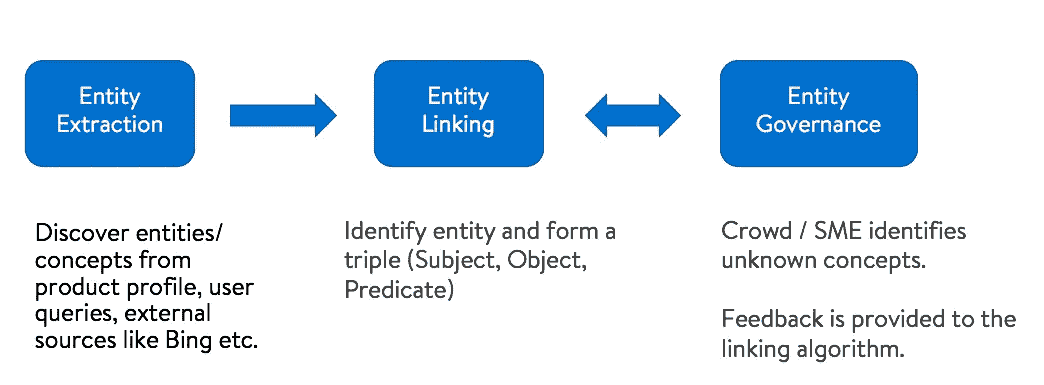 Entity
Extraction
Entity
Linking
Entity
Governance
Discover entities/
concepts from
product profile, user
queries, external
sources like Bing etc.
Identify entity and form a
triple (Subject, Object,
Predicate)
Crowd / SME identifies
unknown concepts.
Feedback is provided to the
linking algorithm.